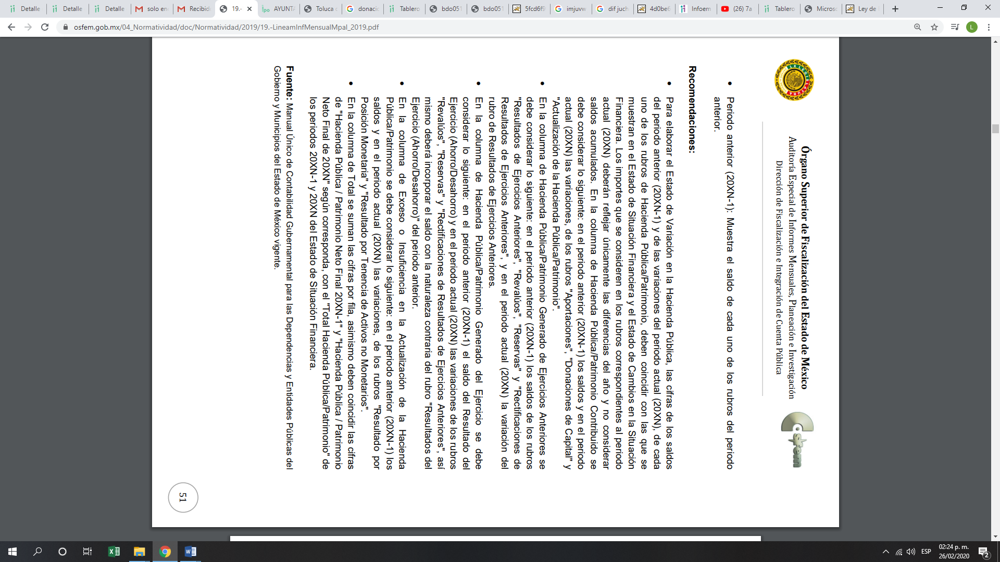 Detalle
Detalle
Detalle
solo en
Recibid
19.-
AYUNTA
Toluca
donacio
Tablero
bdo051
bdo051
5fcd6f9
imjuvw
dif juch
4d0be6
Infoem
(26) 7a
Tablero
Micros
Ley de
osfem.gob.mx/04_Normatividad/doc/Normatividad/2019/19.-LineamInfMensualMpal_2019.pdf
L
LX LEGISLATURA
Órgano Superior de Fiscalización del Estado de México
Auditoría Especial de Informes Mensuales, Planeación e Investigación
Dirección de Fiscalización e Integración de Cuenta Pública
osfem
• Periodo anterior (20XN-1): Muestra el saldo de cada uno de los rubros del periodo
anterior.
Recomendaciones:
• Para elaborar el Estado de Variación en la Hacienda Pública, las cifras de los saldos
del periodo anterior (20XN-1) y de las variaciones del periodo actual (20XN), de cada
uno de los rubros de Hacienda Pública/Patrimonio, deben coincidir con las que se
muestran en el Estado de Situación Financiera y el Estado de Cambios en la Situación
Financiera. Los importes que se consideren en los rubros correspondientes al periodo
actual (20XN) deberán reflejar únicamente las diferencias del año y no considerar
saldos acumulados. En la columna de Hacienda Pública/Patrimonio Contribuido se
debe considerar lo siguiente: en el periodo anterior (20XN-1) los saldos y en el periodo
actual (20XN) las variaciones, de los rubros "Aportaciones", "Donaciones de Capital" y
"Actualización de la Hacienda Pública/Patrimonio".
• En la columna de Hacienda Pública/Patrimonio Generado de Ejercicios Anteriores se
debe considerar lo siguiente: en el periodo anterior (20XN-1) los saldos de los rubros
"Resultados de Ejercicios Anteriores", "Revalúos", "Reservas" y "Rectificaciones de
Resultados de Ejercicios Anteriores", y en el periodo actual (20XN) la variación del
rubro de Resultados de Ejercicios Anteriores.
• En la columna de Hacienda Pública/Patrimonio Generado del Ejercicio se debe
considerar lo siguiente: en el periodo anterior (20XN-1) el saldo del Resultado del
Ejercicio (Ahorro/Desahorro) y en el periodo actual (20XN) las variaciones de los rubros
"Revalúos", "Reservas" y "Rectificaciones de Resultados de Ejercicios Anteriores", así
mismo deberá incorporar el saldo con la naturaleza contraria del rubro "Resultados del
Ejercicio (Ahorro/Desahorro)" del periodo anterior.
• En la columna de Exceso o Insuficiencia en la Actualización de la Hacienda
Pública/Patrimonio se debe considerar lo siguiente: en el periodo anterior (20XN-1) los
saldos y en el periodo actual (20XN) las variaciones, de los rubros "Resultado por
Posición Monetaria" y "Resultado por Tenencia de Activos no Monetarios".
• En la columna de Total se suman las cifras por fila, asimismo deben coincidir las cifras
de "Hacienda Pública / Patrimonio Neto Final 20XN-1" y "Hacienda Pública / Patrimonio
Neto Final de 20XN" según corresponda, con el "Total Hacienda Pública/Patrimonio" de
los periodos 20XN-1 y 20XN del Estado de Situación Financiera.
Fuente: Manual Único de Contabilidad Gubernamental para las Dependencias y Entidades Públicas del
Gobierno y Municipios del Estado de México vigente.
51
ESP
02:24 p. m.
26/02/2020
2